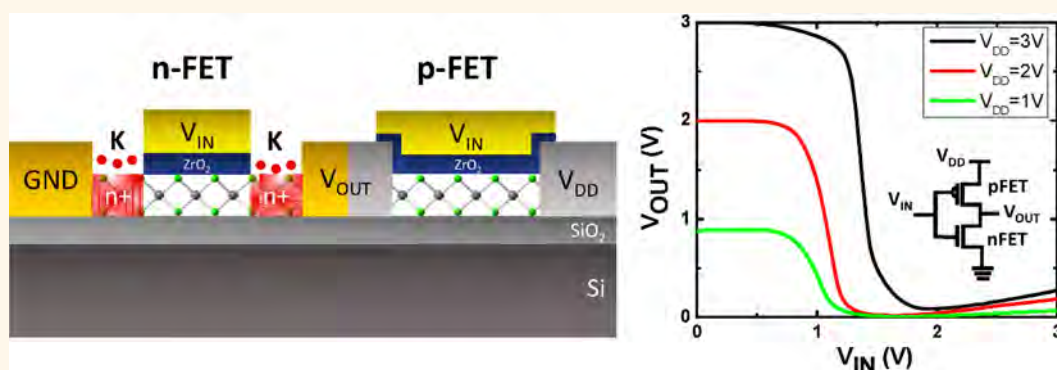 n-FET
p-FET
K
K
V_IN
V_IN
ZrO₂
ZrO₂
GND
n+
n+
V_OUT
V_DD
SiO₂
Si
V_OUT (V)
3
2
1
0
0
1
2
3
V_IN (V)
V_DD=3V
V_DD=2V
V_DD=1V
V_DD
V_IN
pFET
V_OUT
nFET